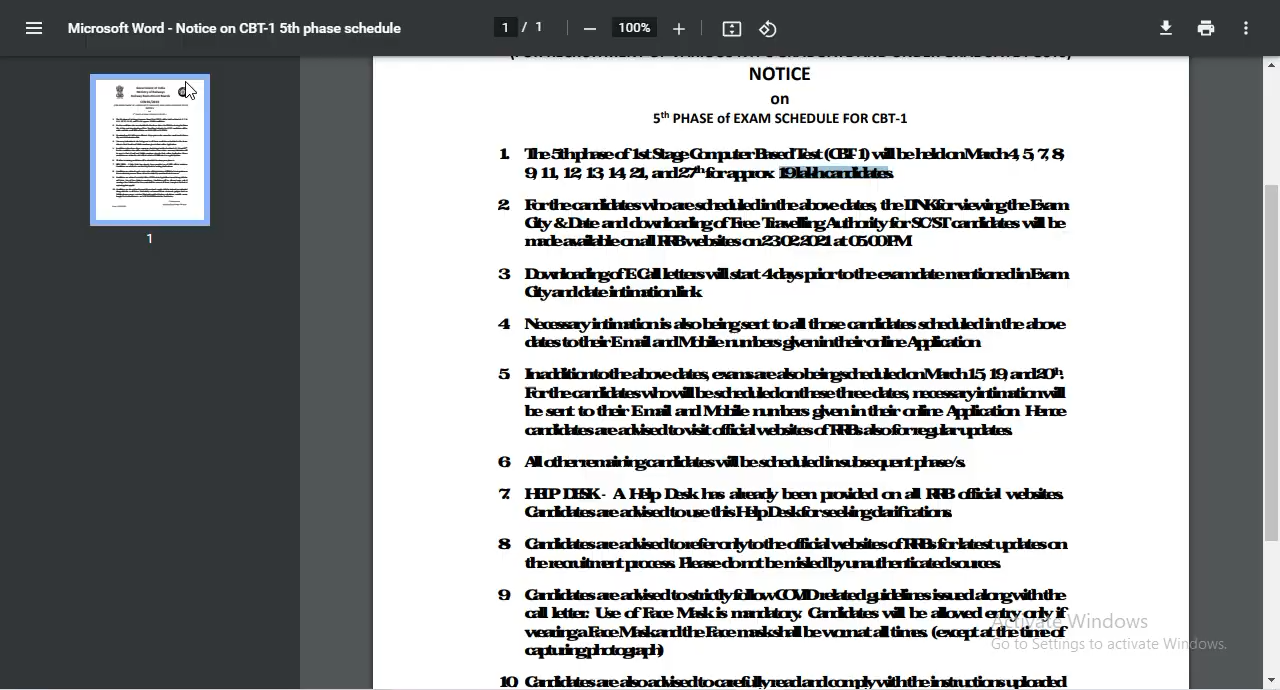 Microsoft Word - Notice on CBT-1 5th phase schedule
1 / 1
100%
1
NOTICE
on
5th PHASE of EXAM SCHEDULE FOR CBT-1
1. The 5th phase of 1st Stage Computer Based Test (CBT-1) will be held on March 4, 5, 7, 8,
9, 11, 12, 13, 14, 21, and 27th for approx. 19 lakh candidates.
2. For the candidates who are scheduled in the above dates, the LINK for viewing the Exam
City & Date and downloading of Free Travelling Authority for SC/ST candidates will be
made available on all RRB websites on 23.02.2021 at 05:00 PM
3. Downloading of E-Call letters will start 4 days prior to the exam date mentioned in Exam
City and date intimation link.
4. Necessary intimation is also being sent to all those candidates scheduled in the above
dates to their E-mail and Mobile numbers given in their online Application.
5. In addition to the above dates, exams are also being scheduled on March 15, 19, and 20th.
For the candidates who will be scheduled on these three dates, necessary intimation will
be sent to their E-mail and Mobile numbers given in their online Application. Hence
candidates are advised to visit official websites of RRBs also for regular updates.
6. All other remaining candidates will be scheduled in subsequent phase/s.
7. HELP DESK - A Help Desk has already been provided on all RRB official websites.
Candidates are advised to use this Help Desk for seeking clarifications.
8. Candidates are advised to refer only to the official websites of RRBs for latest updates on
the recruitment process. Please do not be misled by unauthenticated sources.
9. Candidates are advised to strictly follow COVID related guidelines issued along with the
call letter. Use of Face Mask is mandatory. Candidates will be allowed entry only if
wearing a Face Mask and the Face mask shall be worn at all times. (except at the time of
capturing photograph)
10. Candidates are also advised to carefully read and comply with the instructions uploaded
Activate Windows
Go to Settings to activate Windows.